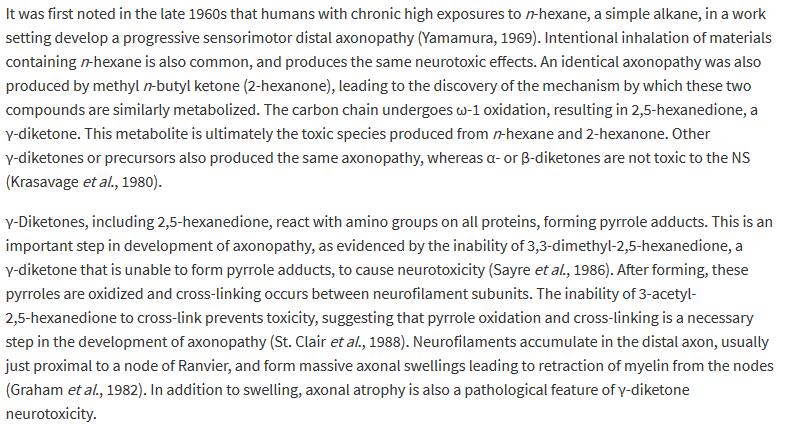 It was first noted in the late 1960s that humans with chronic high exposures to n-hexane, a simple alkane, in a work
setting develop a progressive sensorimotor distal axonopathy (Yamamura, 1969). Intentional inhalation of materials
containing n-hexane is also common, and produces the same neurotoxic effects. An identical axonopathy was also
produced by methyl n-butyl ketone (2-hexanone), leading to the discovery of the mechanism by which these two
compounds are similarly metabolized. The carbon chain undergoes ω-1 oxidation, resulting in 2,5-hexanedione, a
γ-diketone. This metabolite is ultimately the toxic species produced from n-hexane and 2-hexanone. Other
γ-diketones or precursors also produced the same axonopathy, whereas α- or β-diketones are not toxic to the NS
(Krasavage et al., 1980).
γ-Diketones, including 2,5-hexanedione, react with amino groups on all proteins, forming pyrrole adducts. This is an
important step in development of axonopathy, as evidenced by the inability of 3,3-dimethyl-2,5-hexanedione, a
γ-diketone that is unable to form pyrrole adducts, to cause neurotoxicity (Sayre et al., 1986). After forming, these
pyrroles are oxidized and cross-linking occurs between neurofilament subunits. The inability of 3-acetyl-
2,5-hexanedione to cross-link prevents toxicity, suggesting that pyrrole oxidation and cross-linking is a necessary
step in the development of axonopathy (St. Clair et al., 1988). Neurofilaments accumulate in the distal axon, usually
just proximal to a node of Ranvier, and form massive axonal swellings leading to retraction of myelin from the nodes
(Graham et al., 1982). In addition to swelling, axonal atrophy is also a pathological feature of γ-diketone
neurotoxicity.